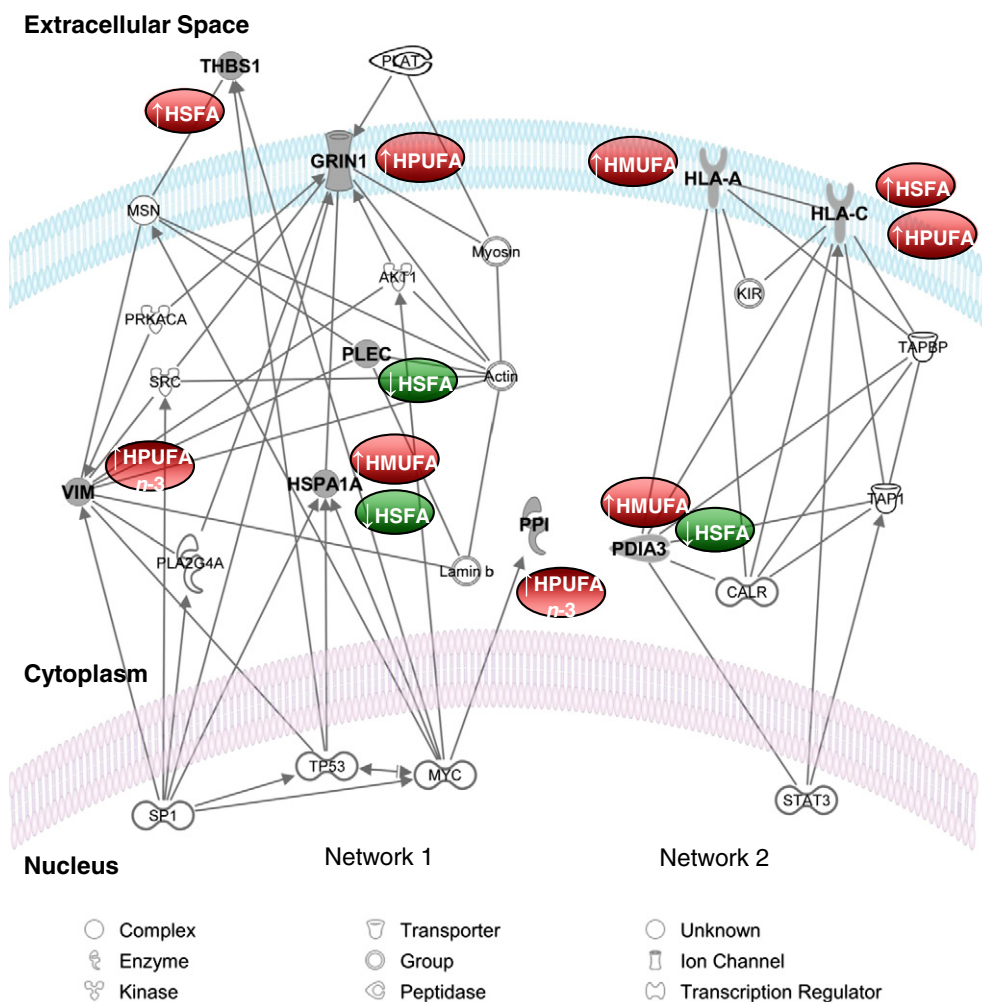 Extracellular Space
THBS1
PLAT
↑HSFA
GRIN1
↑HPUFA
↑HMUFA
HLA-A
↑HSFA
HLA-C
↑HPUFA
MSN
Myosin
AKT1
KIR
PRKACA
PLEC
TAPBP
SRC
↓HSFA
Actin
↑HPUFA
n-3
↑HMUFA
VIM
HSPA1A
↓HSFA
PPI
↑HMUFA
TAP1
↓HSFA
PDIA3
PLA2G4A
Lamin b
↑HPUFA
n-3
CALR
Cytoplasm
TP53
MYC
SP1
STAT3
Nucleus
Network 1
Network 2
Complex
Transporter
Unknown
Enzyme
Group
Ion Channel
Kinase
Peptidase
Transcription Regulator